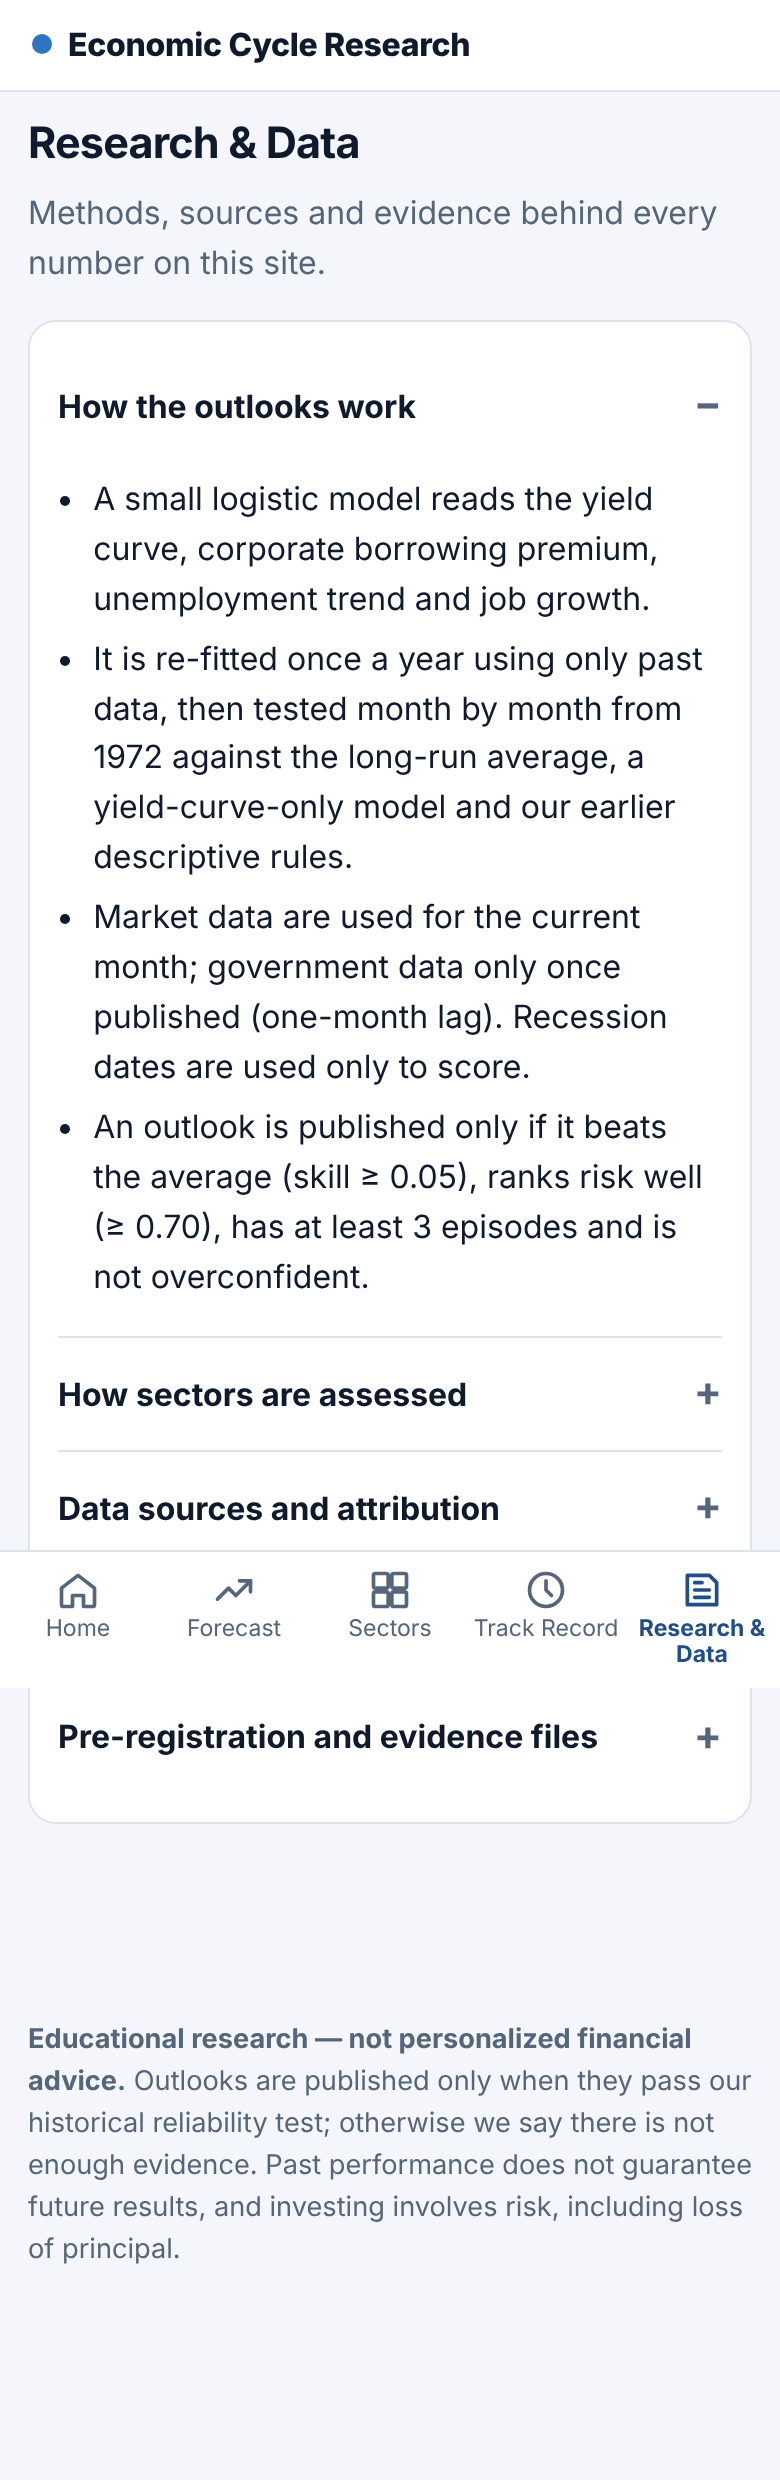 Economic Cycle Research
Research & Data
Methods, sources and evidence behind every
number on this site.
How the outlooks work
• A small logistic model reads the yield
curve, corporate borrowing premium,
unemployment trend and job growth.
• It is re-fitted once a year using only past
data, then tested month by month from
1972 against the long-run average, a
yield-curve-only model and our earlier
descriptive rules.
• Market data are used for the current
month; government data only once
published (one-month lag). Recession
dates are used only to score.
• An outlook is published only if it beats
the average (skill ≥ 0.05), ranks risk well
(≥ 0.70), has at least 3 episodes and is
not overconfident.
How sectors are assessed
Data sources and attribution
Home
Forecast
Sectors
Track Record
Research &
Data
Pre-registration and evidence files
Educational research — not personalized financial
advice. Outlooks are published only when they pass our
historical reliability test; otherwise we say there is not
enough evidence. Past performance does not guarantee
future results, and investing involves risk, including loss
of principal.